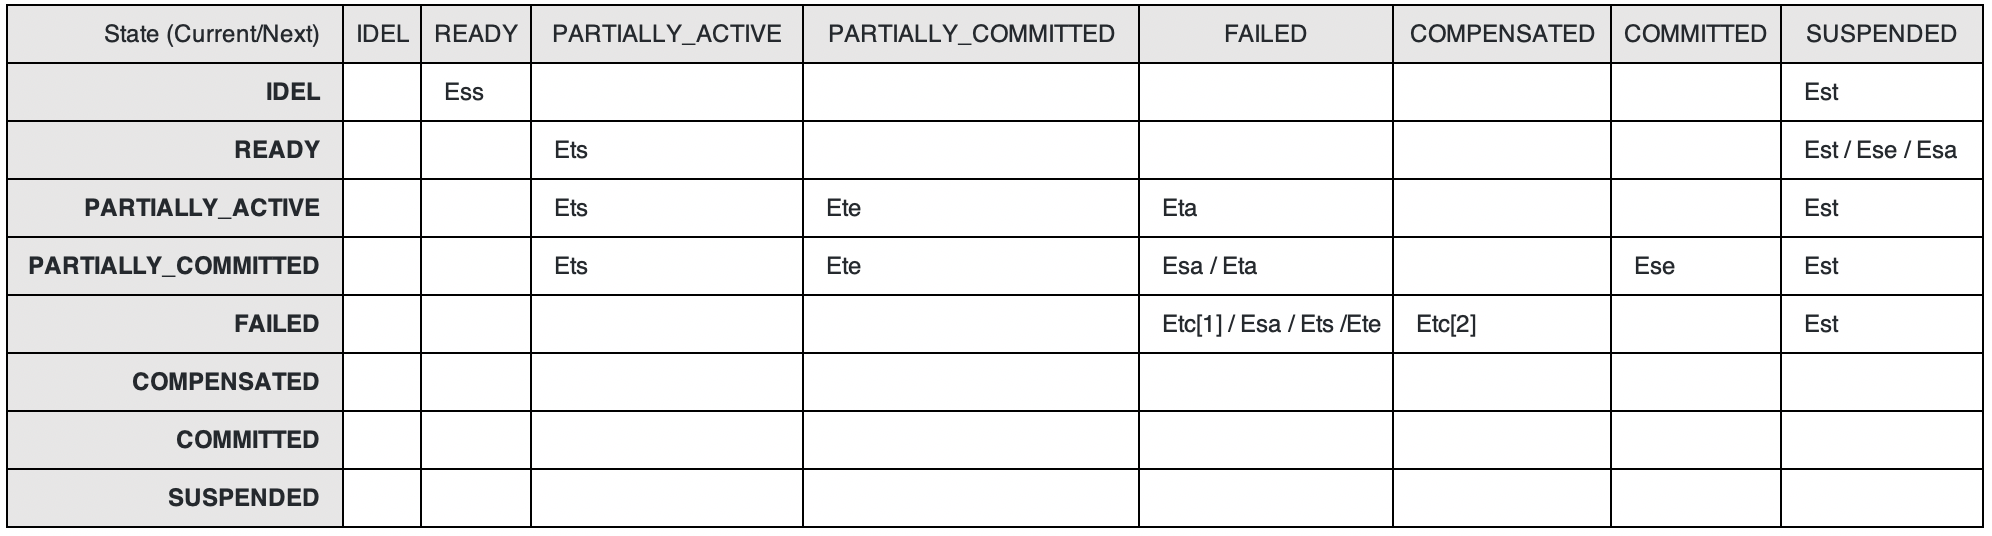 State (Current/Next) IDEL READY PARTIALLY_ACTIVE PARTIALLY_COMMITTED FAILED COMPENSATED COMMITTED SUSPENDED
IDEL Ess Est
READY Ets Est / Ese / Esa
PARTIALLY_ACTIVE Ets Ete Eta Est
PARTIALLY_COMMITTED Ets Ete Esa / Eta Ese Est
FAILED Etc[1] / Esa / Ets /Ete Etc[2] Est
COMPENSATED
COMMITTED
SUSPENDED